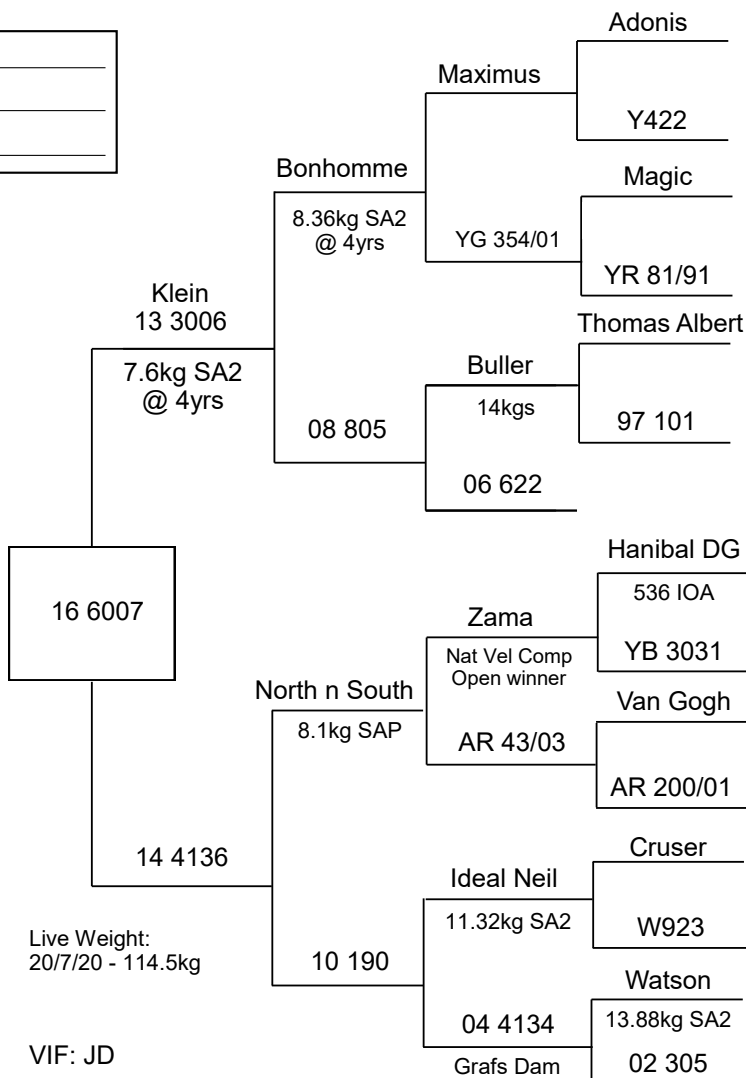 Adonis
Maximus
Y422
Bonhomme
Magic
8.36kg SA2
@ 4yrs
YG 354/01
YR 81/91
Klein
13 3006
Thomas Albert
Buller
7.6kg SA2
@ 4yrs
14kgs
97 101
08 805
06 622
Hanibal DG
536 IOA
16 6007
Zama
YB 3031
Nat Vel Comp
Open winner
North n South
Van Gogh
8.1kg SAP
AR 43/03
AR 200/01
14 4136
Cruser
Ideal Neil
11.32kg SA2
W923
Live Weight:
20/7/20 - 114.5kg
10 190
Watson
04 4134
13.88kg SA2
VIF: JD
Grafs Dam
02 305